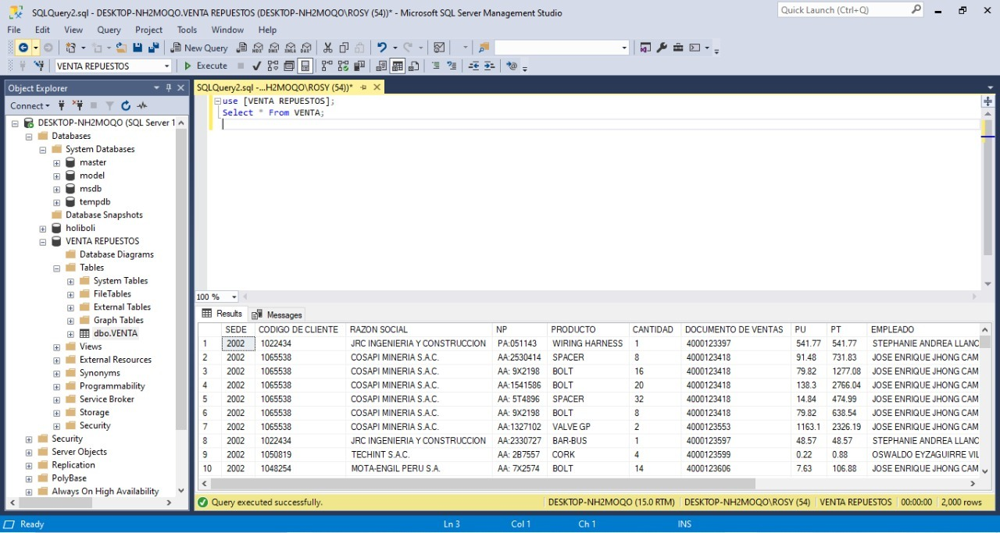 SQLQuery2.sql - DESKTOP-NH2MOQO.VENTA REPUESTOS (DESKTOP-NH2MOQO\ROSY (54))* - Microsoft SQL Server Management Studio
Quick Launch (Ctrl+Q)
File Edit View Query Project Tools Window Help
New Query MDX DMX XMLA DAX
VENTA REPUESTOS Execute
Object Explorer
SQLQuery2.sql -...H2MOQO\ROSY (54))*
Connect
DESKTOP-NH2MOQO (SQL Server 1
Databases
System Databases
master
model
msdb
tempdb
Database Snapshots
holiboli
VENTA REPUESTOS
Database Diagrams
Tables
System Tables
FileTables
External Tables
Graph Tables
dbo.VENTA
Views
External Resources
Synonyms
Programmability
Service Broker
Storage
Security
Security
Server Objects
Replication
PolyBase
Always On High Availability
use [VENTA REPUESTOS];
Select * From VENTA;
100 %
Results Messages
SEDE CODIGO DE CLIENTE RAZON SOCIAL NP PRODUCTO CANTIDAD DOCUMENTO DE VENTAS PU PT EMPLEADO
1 2002 1022434 JRC INGENIERIA Y CONSTRUCCION PA:051143 WIRING HARNESS 1 4000123397 541.77 541.77 STEPHANIE ANDREA LLANC
2 2002 1065538 COSAPI MINERIA S.A.C. AA:2530414 SPACER 8 4000123418 91.48 731.83 JOSE ENRIQUE JHONG CAM
3 2002 1065538 COSAPI MINERIA S.A.C. AA: 9X2198 BOLT 16 4000123418 79.82 1277.08 JOSE ENRIQUE JHONG CAM
4 2002 1065538 COSAPI MINERIA S.A.C. AA:1541586 BOLT 20 4000123418 138.3 2766.04 JOSE ENRIQUE JHONG CAM
5 2002 1065538 COSAPI MINERIA S.A.C. AA: 5T4896 SPACER 32 4000123418 14.84 474.99 JOSE ENRIQUE JHONG CAM
6 2002 1065538 COSAPI MINERIA S.A.C. AA: 9X2198 BOLT 8 4000123418 79.82 638.54 JOSE ENRIQUE JHONG CAM
7 2002 1065538 COSAPI MINERIA S.A.C. AA:1327102 VALVE GP 2 4000123553 1163.1 2326.19 JOSE ENRIQUE JHONG CAM
8 2002 1022434 JRC INGENIERIA Y CONSTRUCCION AA:2330727 BAR-BUS 1 4000123597 48.57 48.57 STEPHANIE ANDREA LLANC
9 2002 1050819 TECHINT S.A.C. AA: 2B7557 CORK 4 4000123599 0.22 0.88 OSWALDO EYZAGUIRRE VIL
10 2002 1048254 MOTA-ENGIL PERU S.A. AA: 7X2574 BOLT 14 4000123606 7.63 106.88 JOSE ENRIQUE JHONG CAM
Query executed successfully. DESKTOP-NH2MOQO (15.0 RTM) DESKTOP-NH2MOQO\ROSY (54) VENTA REPUESTOS 00:00:00 2,000 rows
Ready Ln 3 Col 1 Ch 1 INS